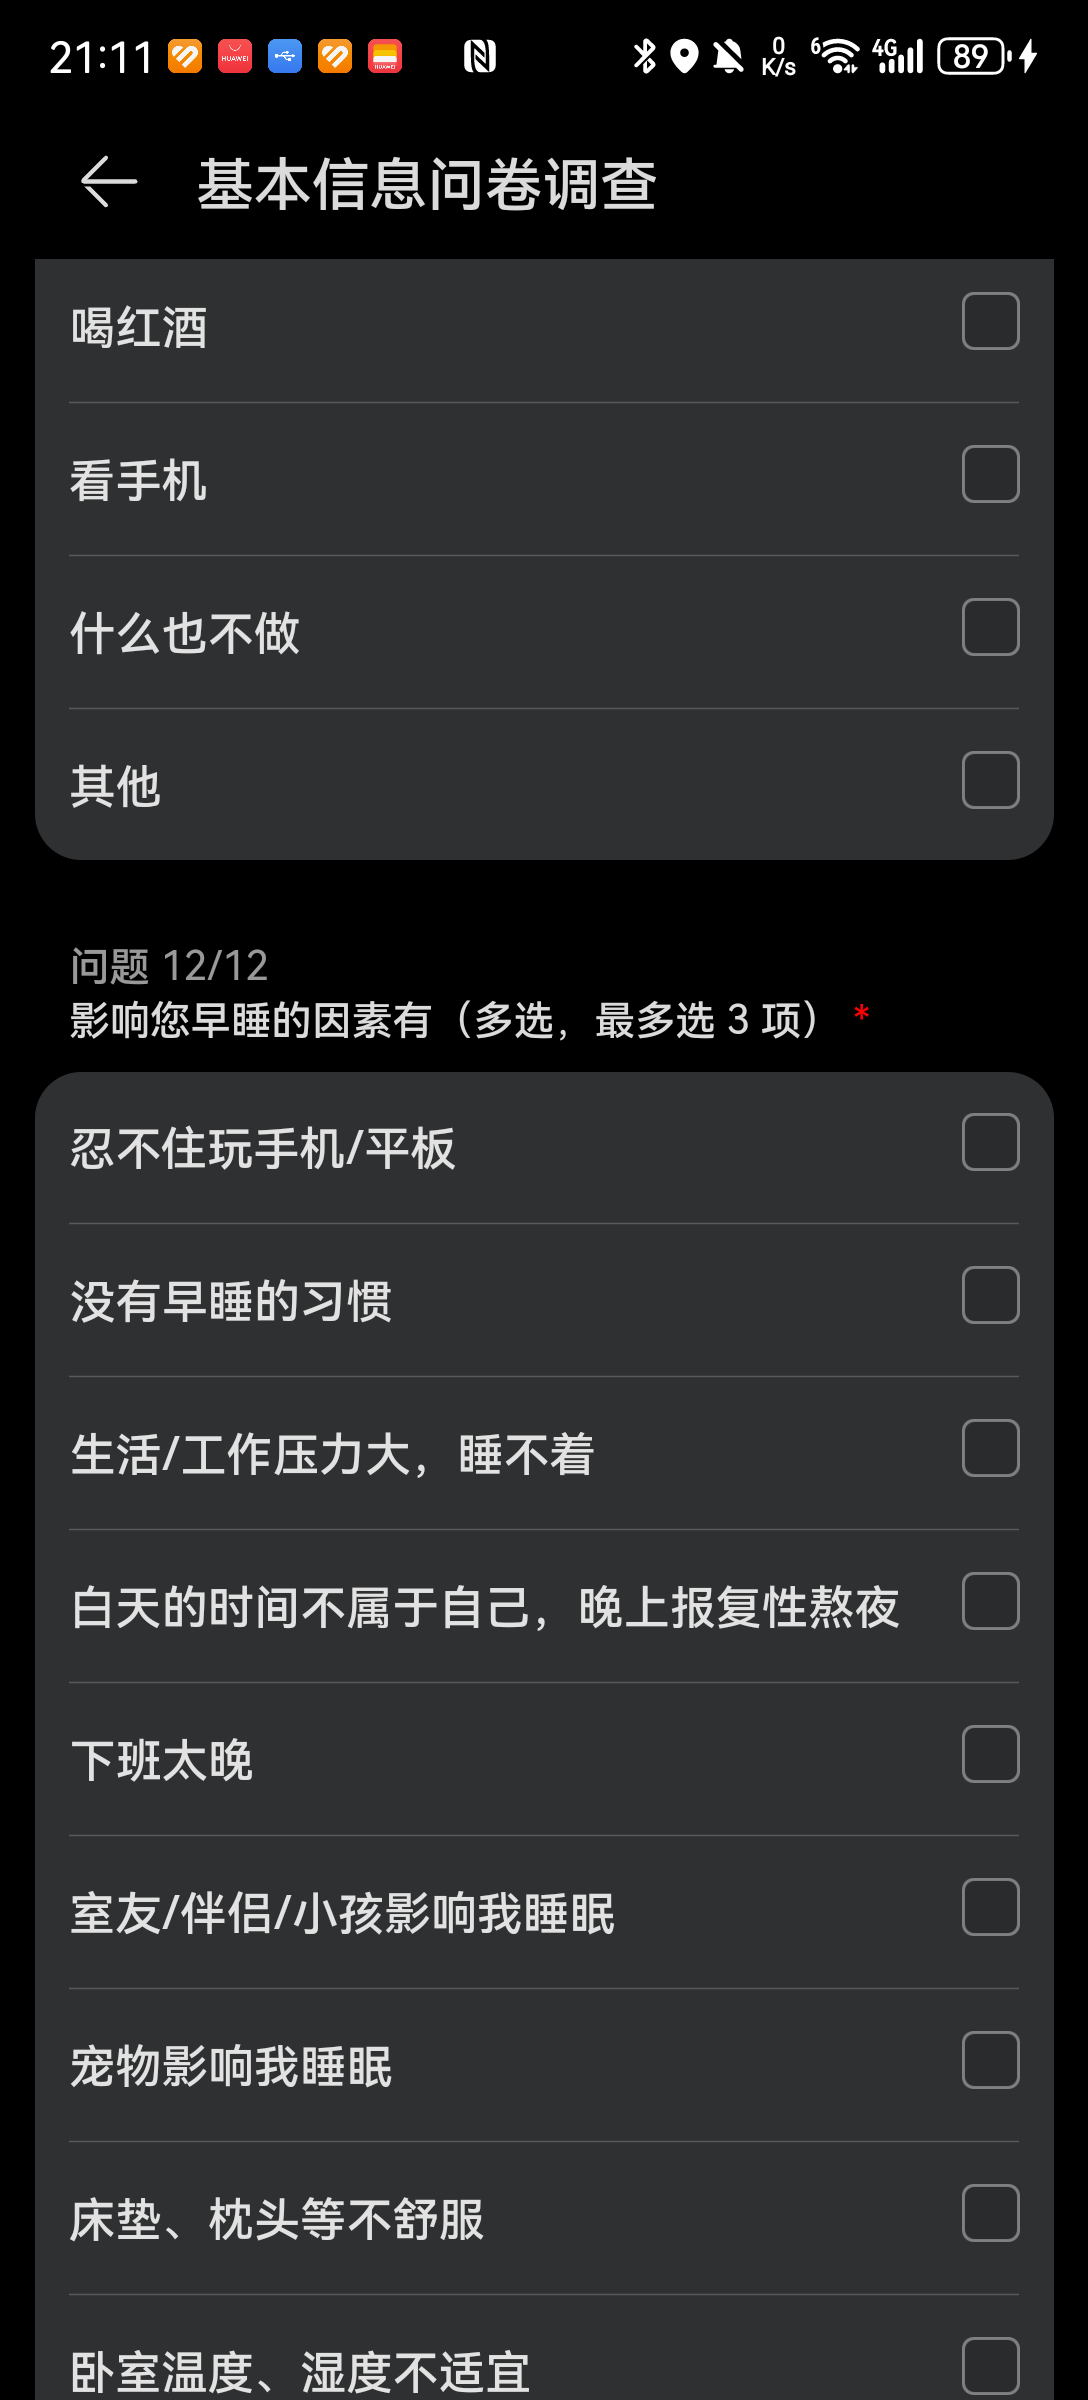 21:11
HUAWEI
HUAWEI
0
K/s
6
4G
89
基本信息问卷调查
喝红酒
看手机
什么也不做
其他
问题 12/12
影响您早睡的因素有（多选，最多选 3 项） *
忍不住玩手机/平板
没有早睡的习惯
生活/工作压力大，睡不着
白天的时间不属于自己，晚上报复性熬夜
下班太晚
室友/伴侣/小孩影响我睡眠
宠物影响我睡眠
床垫、枕头等不舒服
卧室温度、湿度不适宜